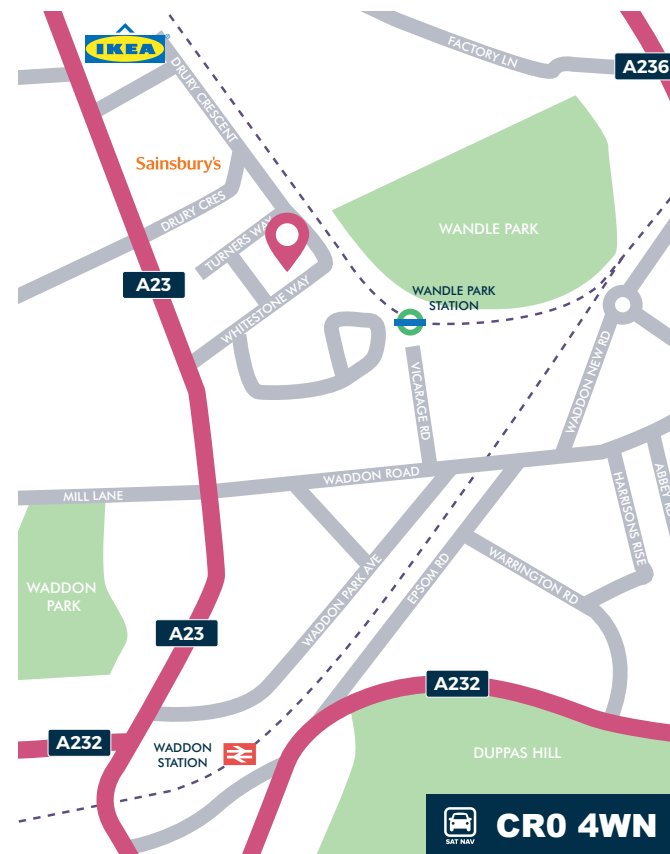 IKEA
FACTORY LN
A236
DRURY CRESCENT
Sainsbury's
DRURY CRES
TURNERS WAY
WANDLE PARK
A23
WANDLE PARK
STATION
WHITESTONE WAY
VICARAGE RD
WADDON NEW RD
MILL LANE
WADDON ROAD
HARRISONS RISE
ABBEY RD
WADDON
PARK
WADDON PARK AVE
EPSOM RD
WARRINGTON RD
A23
A232
A232
WADDON
STATION
DUPPAS HILL
SAT NAV
CR0 4WN